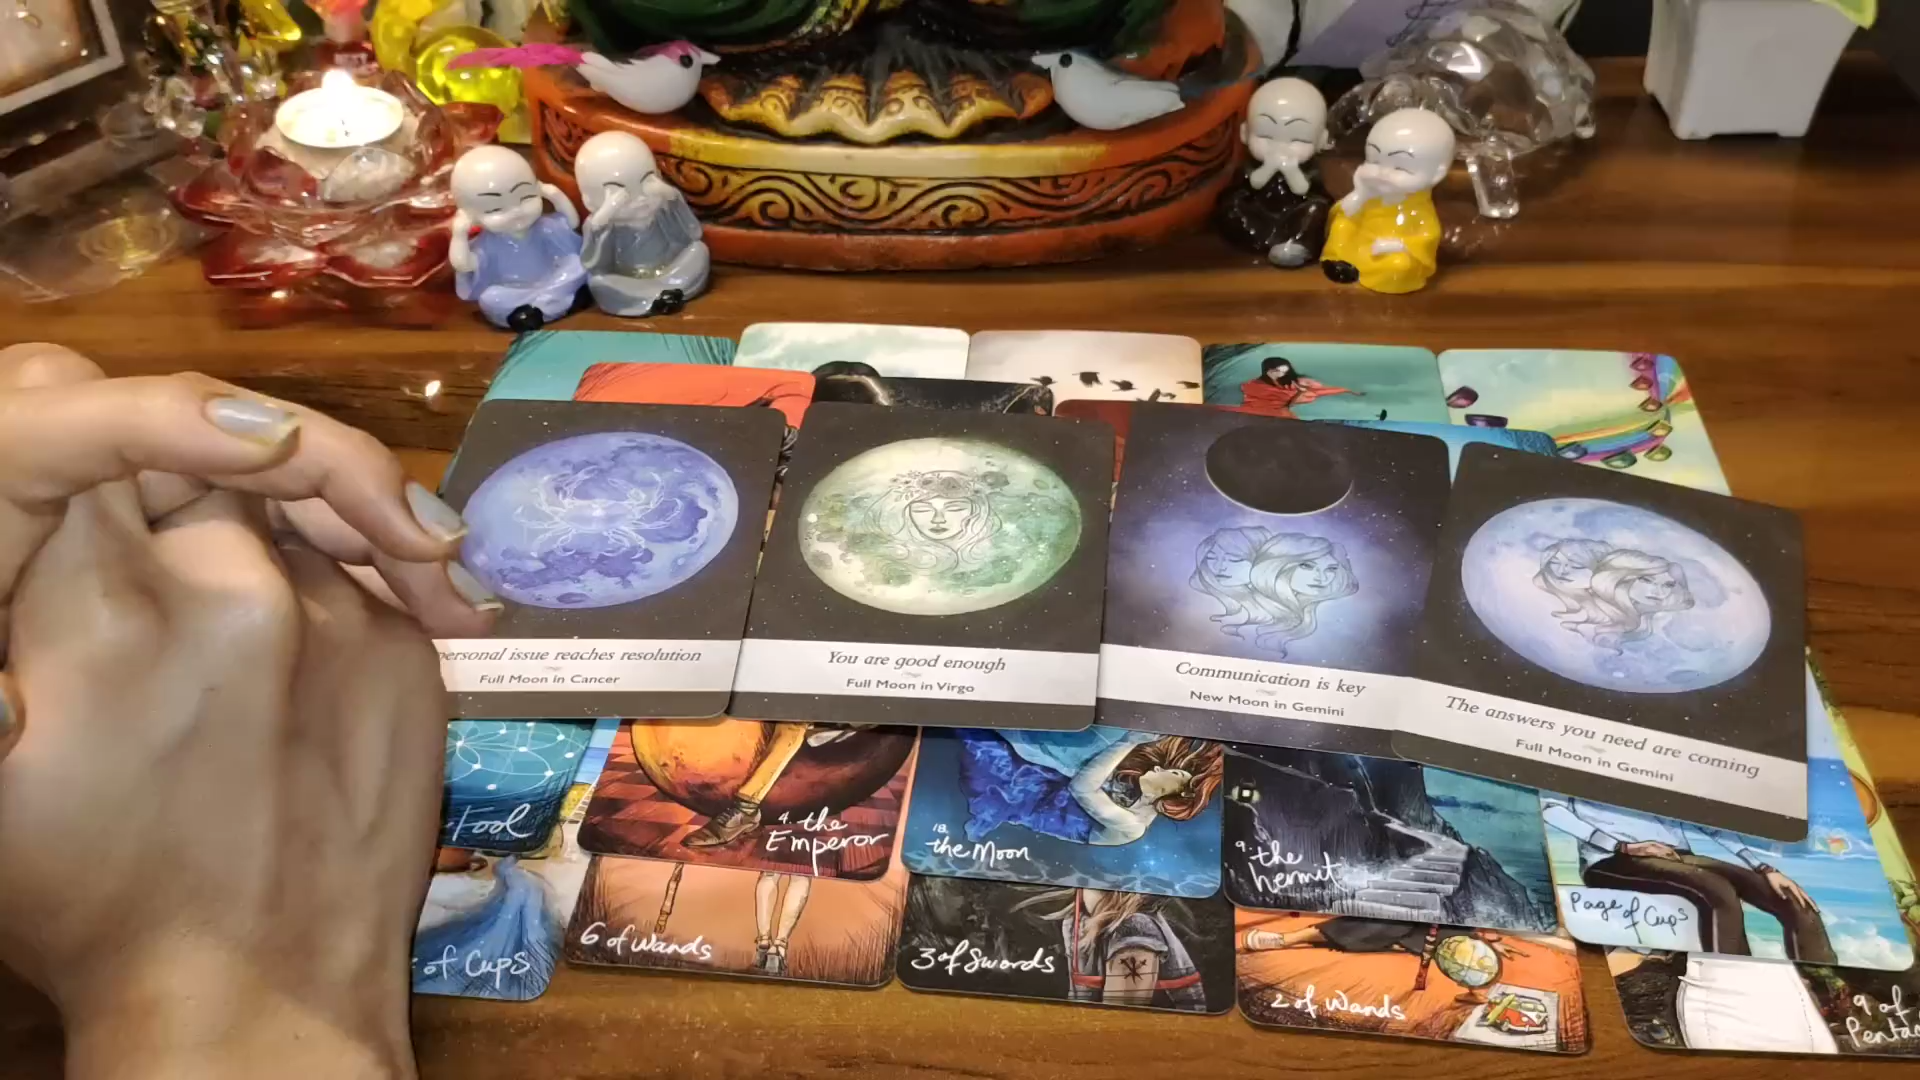 personal issue reaches resolution
Full Moon in Cancer
You are good enough
Full Moon in Virgo
Communication is key
New Moon in Gemini
The answers you need are coming
Full Moon in Gemini
Fool
4. the
Emperor
18.
the Moon
9. the
hermit
Page of Cups
of Cups
6 of Wands
3 of Swords
2 of Wands
9 of